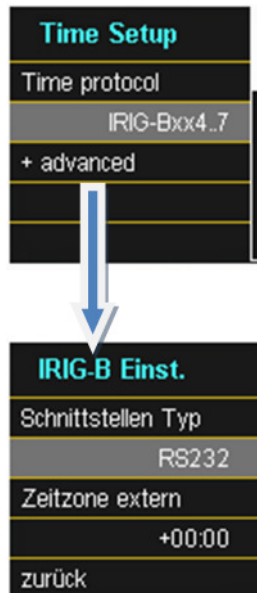 Time Setup
Time protocol
IRIG-Bxx4..7
+ advanced
IRIG-B Einst.
Schnittstellen Typ
RS232
Zeitzone extern
+00:00
zurück